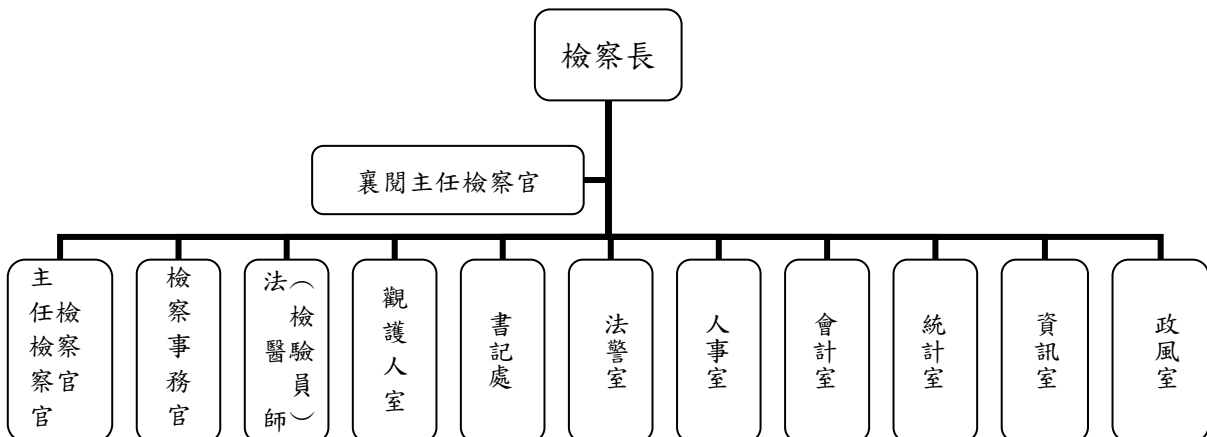 檢察長
襄閱主任檢察官
主任檢察官
檢察官
檢察事務官
法醫師
（檢驗員）
觀護人室
書記處
法警室
人事室
會計室
統計室
資訊室
政風室